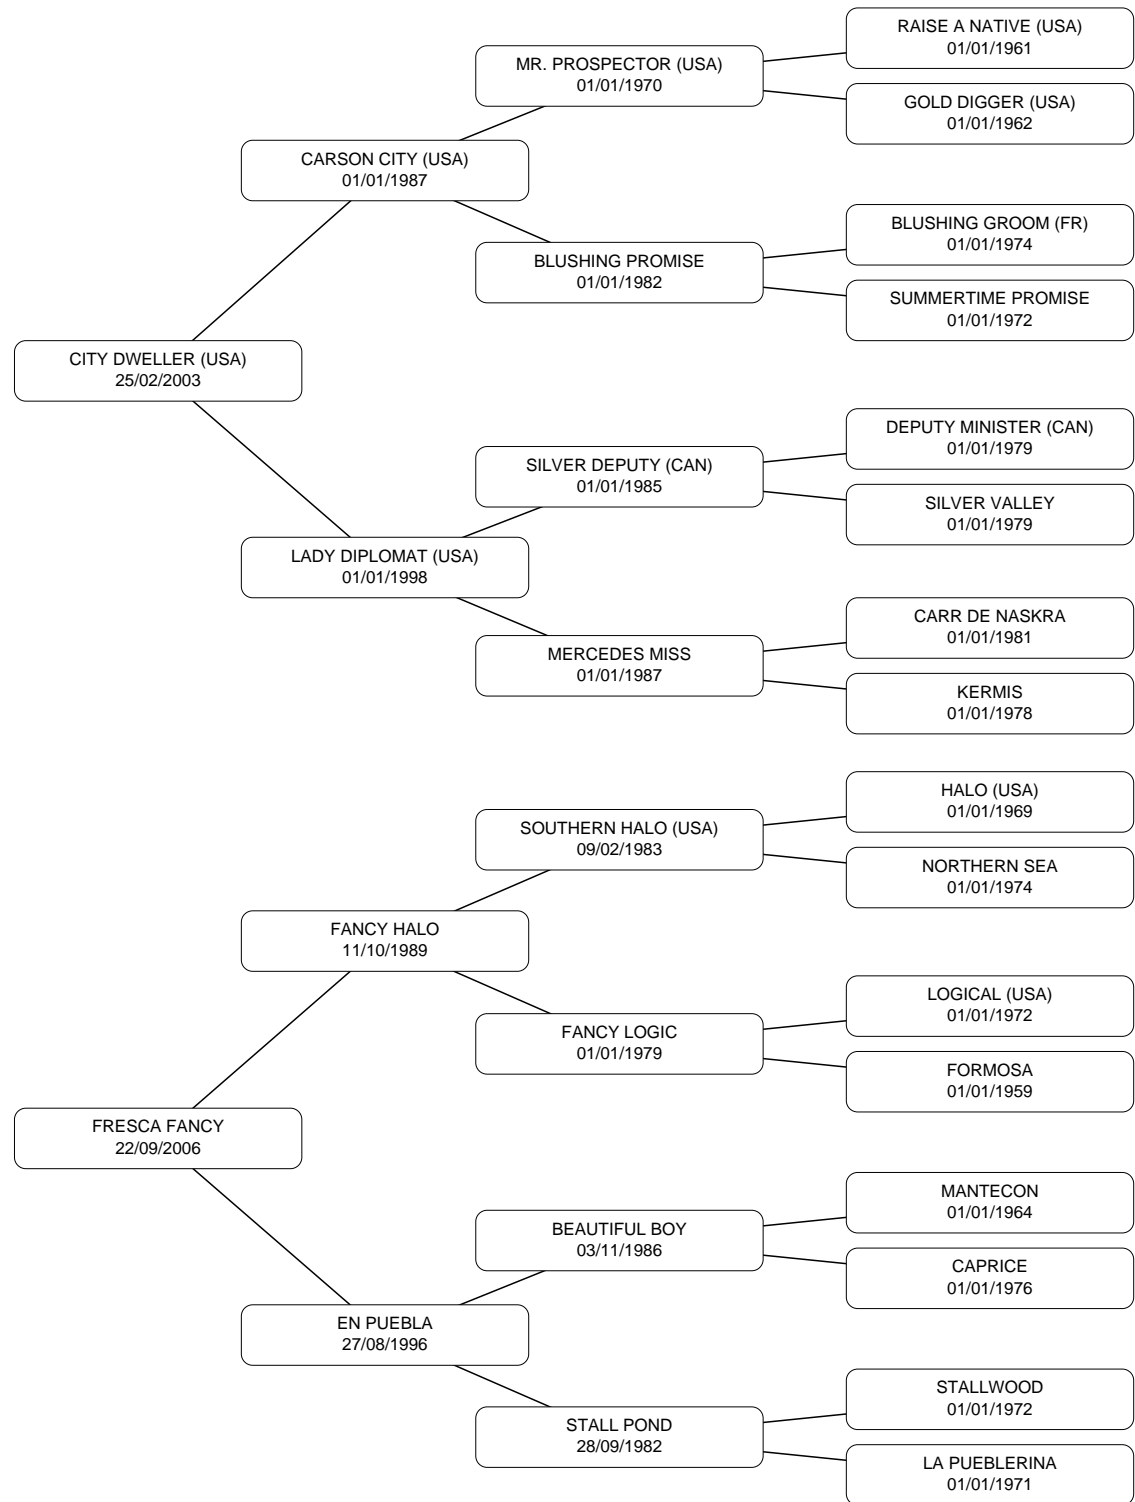 RAISE A NATIVE (USA)
01/01/1961
MR. PROSPECTOR (USA)
01/01/1970
GOLD DIGGER (USA)
01/01/1962
CARSON CITY (USA)
01/01/1987
BLUSHING GROOM (FR)
01/01/1974
BLUSHING PROMISE
01/01/1982
SUMMERTIME PROMISE
01/01/1972
CITY DWELLER (USA)
25/02/2003
DEPUTY MINISTER (CAN)
01/01/1979
SILVER DEPUTY (CAN)
01/01/1985
SILVER VALLEY
01/01/1979
LADY DIPLOMAT (USA)
01/01/1998
CARR DE NASKRA
01/01/1981
MERCEDES MISS
01/01/1987
KERMIS
01/01/1978
HALO (USA)
01/01/1969
SOUTHERN HALO (USA)
09/02/1983
NORTHERN SEA
01/01/1974
FANCY HALO
11/10/1989
LOGICAL (USA)
01/01/1972
FANCY LOGIC
01/01/1979
FORMOSA
01/01/1959
FRESCA FANCY
22/09/2006
MANTECON
01/01/1964
BEAUTIFUL BOY
03/11/1986
CAPRICE
01/01/1976
EN PUEBLA
27/08/1996
STALLWOOD
01/01/1972
STALL POND
28/09/1982
LA PUEBLERINA
01/01/1971